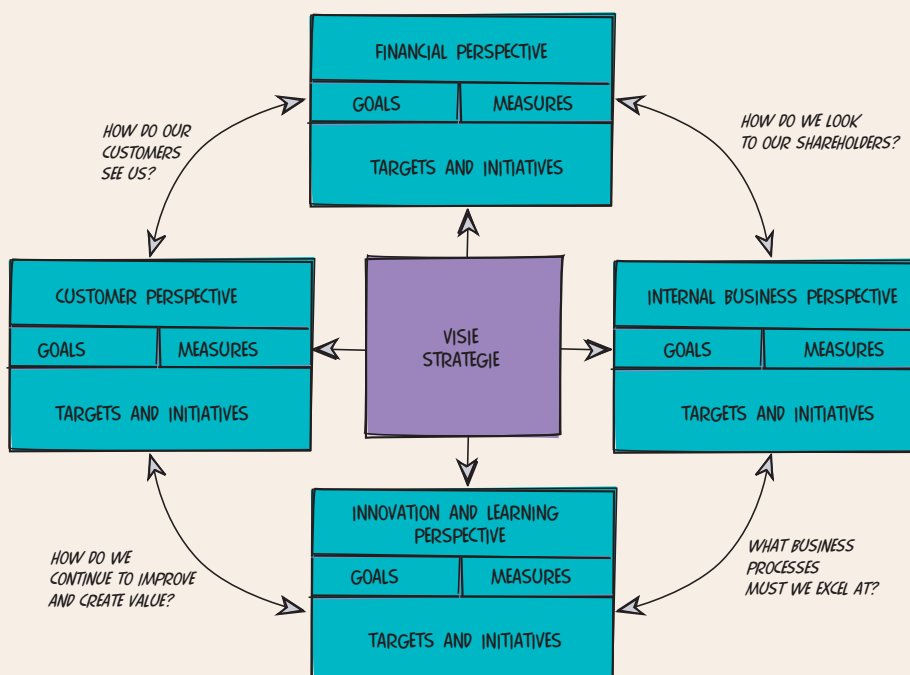 FINANCIAL PERSPECTIVE
GOALS
MEASURES
TARGETS AND INITIATIVES
HOW DO OUR
CUSTOMERS
SEE US?
HOW DO WE LOOK
TO OUR SHAREHOLDERS?
CUSTOMER PERSPECTIVE
GOALS
MEASURES
TARGETS AND INITIATIVES
VISIE
STRATEGIE
INTERNAL BUSINESS PERSPECTIVE
GOALS
MEASURES
TARGETS AND INITIATIVES
INNOVATION AND LEARNING
PERSPECTIVE
GOALS
MEASURES
TARGETS AND INITIATIVES
HOW DO WE
CONTINUE TO IMPROVE
AND CREATE VALUE?
WHAT BUSINESS
PROCESSES
MUST WE EXCEL AT?